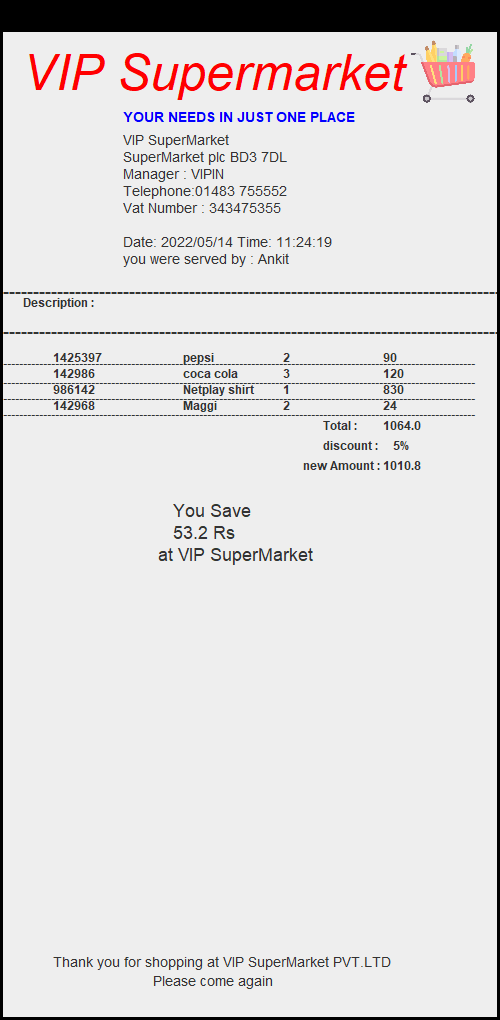 VIP Supermarket
YOUR NEEDS IN JUST ONE PLACE
VIP SuperMarket
SuperMarket plc BD3 7DL
Manager : VIPIN
Telephone:01483 755552
Vat Number : 343475355
Date: 2022/05/14 Time: 11:24:19
you were served by : Ankit
Description :
1425397 pepsi 2 90
142986 coca cola 3 120
986142 Netplay shirt 1 830
142968 Maggi 2 24
Total : 1064.0
discount : 5%
new Amount : 1010.8
You Save
53.2 Rs
at VIP SuperMarket
Thank you for shopping at VIP SuperMarket PVT.LTD
Please come again